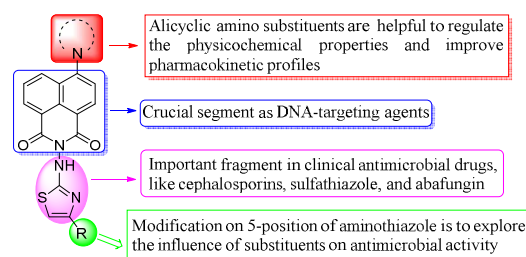 Alicyclic amino substituents are helpful to regulate
the physicochemical properties and improve
pharmacokinetic profiles
N
Crucial segment as DNA-targeting agents
O
N
O
NH
Important fragment in clinical antimicrobial drugs,
like cephalosporins, sulfathiazole, and abafungin
S
N
R
Modification on 5-position of aminothiazole is to explore
the influence of substituents on antimicrobial activity